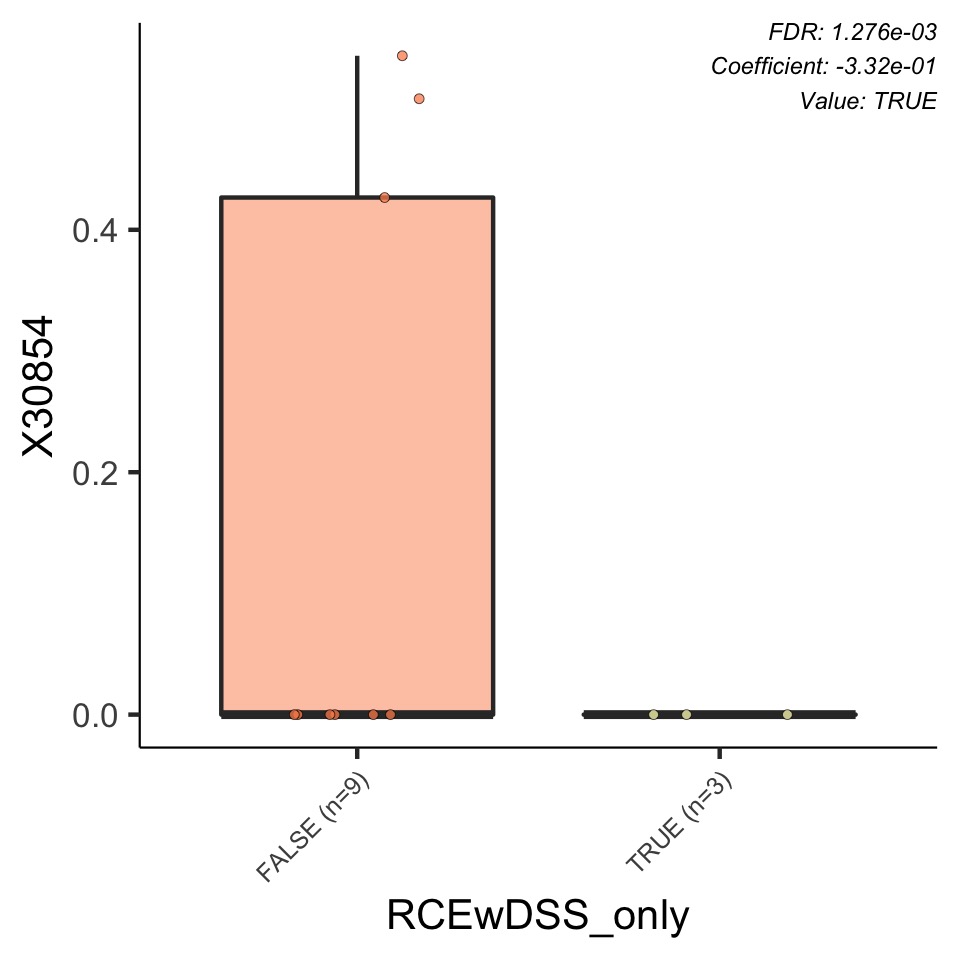 FDR: 1.276e-03
Coefficient: -3.32e-01
Value: TRUE
X30854
0.4
0.2
0.0
FALSE (n=9)
TRUE (n=3)
RCEwDSS_only